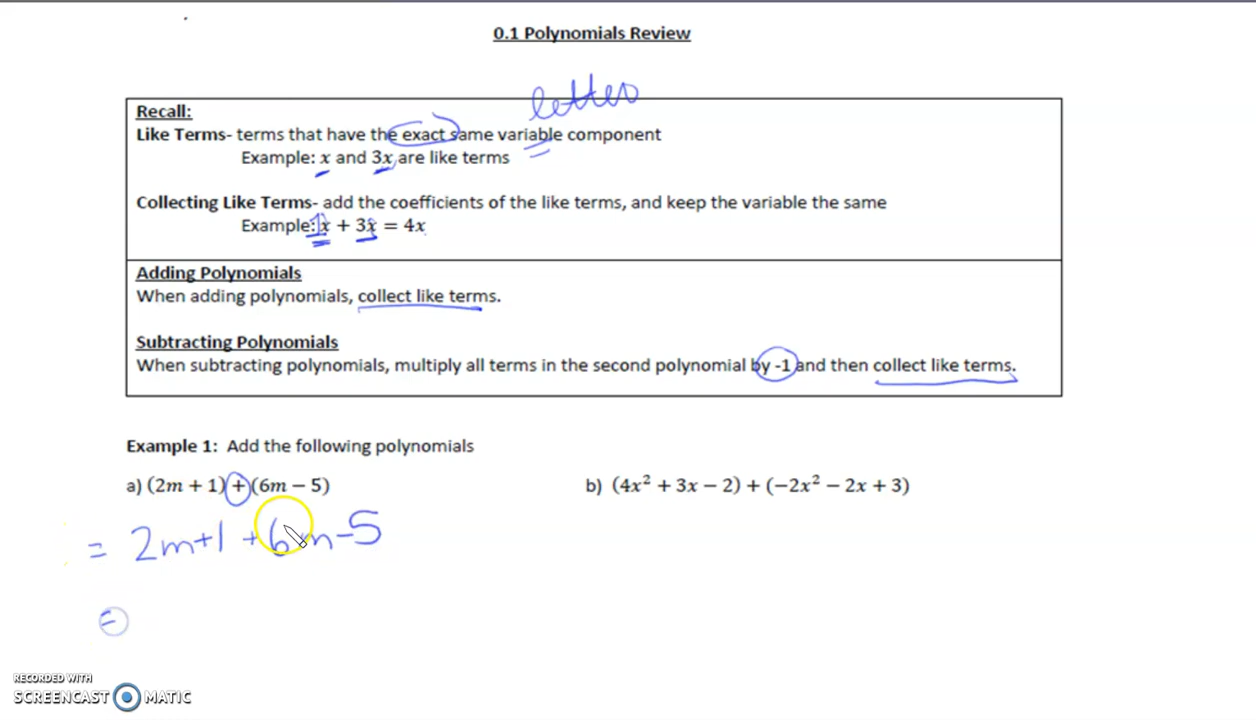 0.1 Polynomials Review
letter
Recall:
Like Terms- terms that have the exact same variable component
Example: x and 3x are like terms
Collecting Like Terms- add the coefficients of the like terms, and keep the variable the same
Example: 1x + 3x = 4x
Adding Polynomials
When adding polynomials, collect like terms.
Subtracting Polynomials
When subtracting polynomials, multiply all terms in the second polynomial by -1 and then collect like terms.
Example 1: Add the following polynomials
a) (2m + 1) + (6m − 5)
b) (4x² + 3x − 2) + (−2x² − 2x + 3)
= 2m+1 +6m-5
=
RECORDED WITH
SCREENCAST MATIC